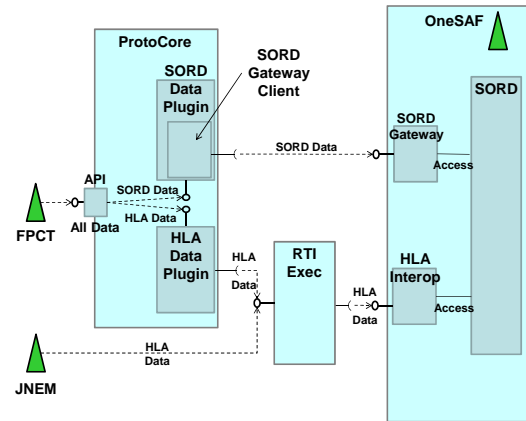 ProtoCore
SORD
Data
Plugin
SORD
Gateway
Client
OneSAF
SORD
SORD
Gateway
SORD Data
Access
API
SORD Data
HLA Data
All Data
FPCT
HLA
Data
Plugin
HLA
Data
RTI
Exec
HLA
Data
HLA
Interop
Access
HLA
Data
JNEM